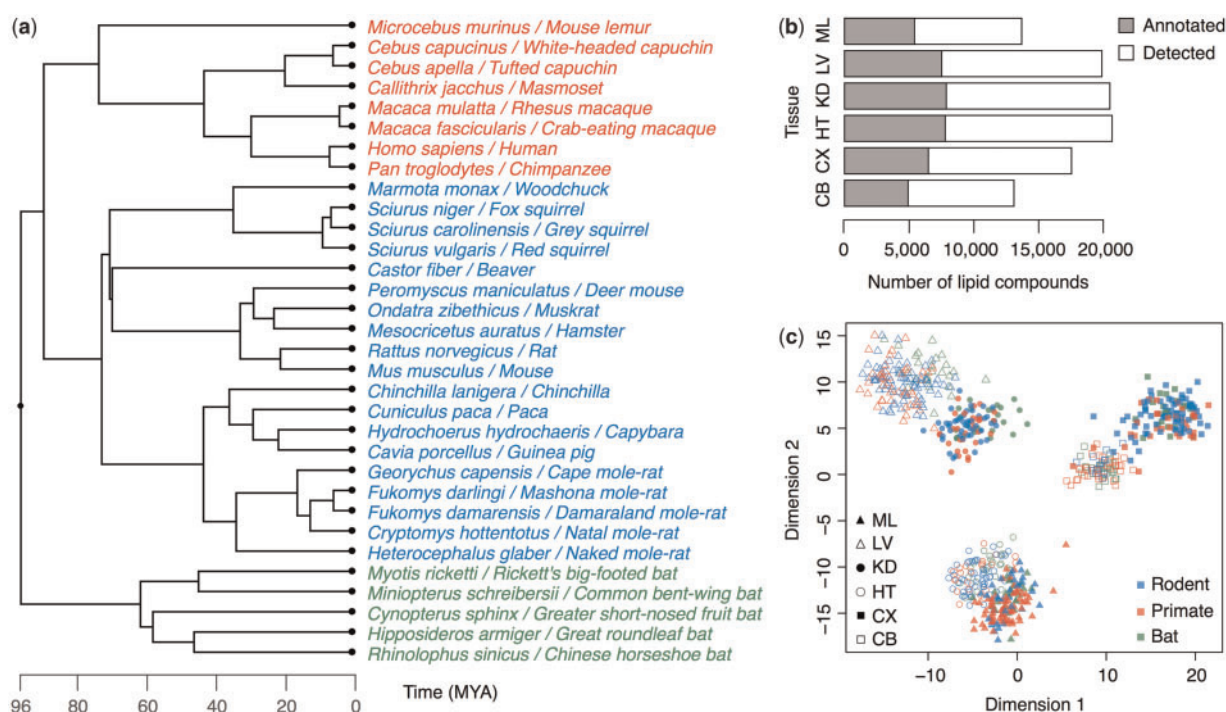 (a)
Microcebus murinus / Mouse lemur
Cebus capucinus / White-headed capuchin
Cebus apella / Tufted capuchin
Callithrix jacchus / Masmoset
Macaca mulatta / Rhesus macaque
Macaca fascicularis / Crab-eating macaque
Homo sapiens / Human
Pan troglodytes / Chimpanzee
Marmota monax / Woodchuck
Sciurus niger / Fox squirrel
Sciurus carolinensis / Grey squirrel
Sciurus vulgaris / Red squirrel
Castor fiber / Beaver
Peromyscus maniculatus / Deer mouse
Ondatra zibethicus / Muskrat
Mesocricetus auratus / Hamster
Rattus norvegicus / Rat
Mus musculus / Mouse
Chinchilla lanigera / Chinchilla
Cuniculus paca / Paca
Hydrochoerus hydrochaeris / Capybara
Cavia porcellus / Guinea pig
Georychus capensis / Cape mole-rat
Fukomys darlingi / Mashona mole-rat
Fukomys damarensis / Damaraland mole-rat
Cryptomys hottentotus / Natal mole-rat
Heterocephalus glaber / Naked mole-rat
Myotis ricketti / Rickett's big-footed bat
Miniopterus schreibersii / Common bent-wing bat
Cynopterus sphinx / Greater short-nosed fruit bat
Hipposideros armiger / Great roundleaf bat
Rhinolophus sinicus / Chinese horseshoe bat
96 80 60 40 20 0
Time (MYA)
(b)
Annotated
Detected
Tissue
ML
LV
KD
HT
CX
CB
0 5,000 10,000 15,000 20,000
Number of lipid compounds
(c)
Dimension 2
15
10
5
0
−5
−10
−15
ML
LV
KD
HT
CX
CB
Rodent
Primate
Bat
−10 0 10 20
Dimension 1